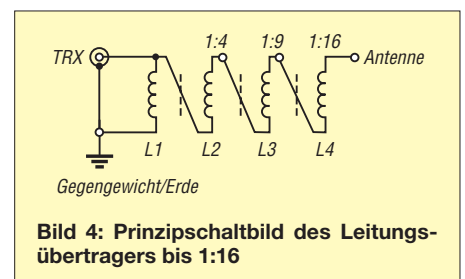 1:4 1:9 1:16
TRX Antenne
L1 L2 L3 L4
Gegengewicht/Erde
Bild 4: Prinzipschaltbild des Leitungs-
übertragers bis 1:16